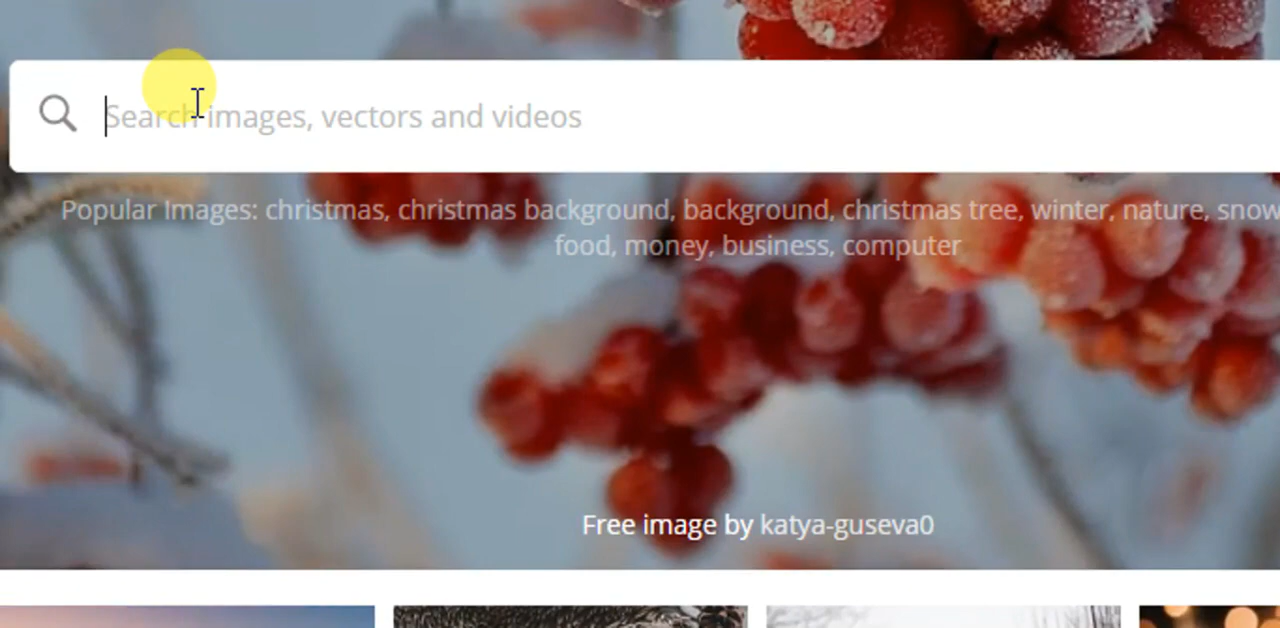 Search images, vectors and videos
Popular Images: christmas, christmas background, background, christmas tree, winter, nature, snow
food, money, business, computer
Free image by katya-guseva0